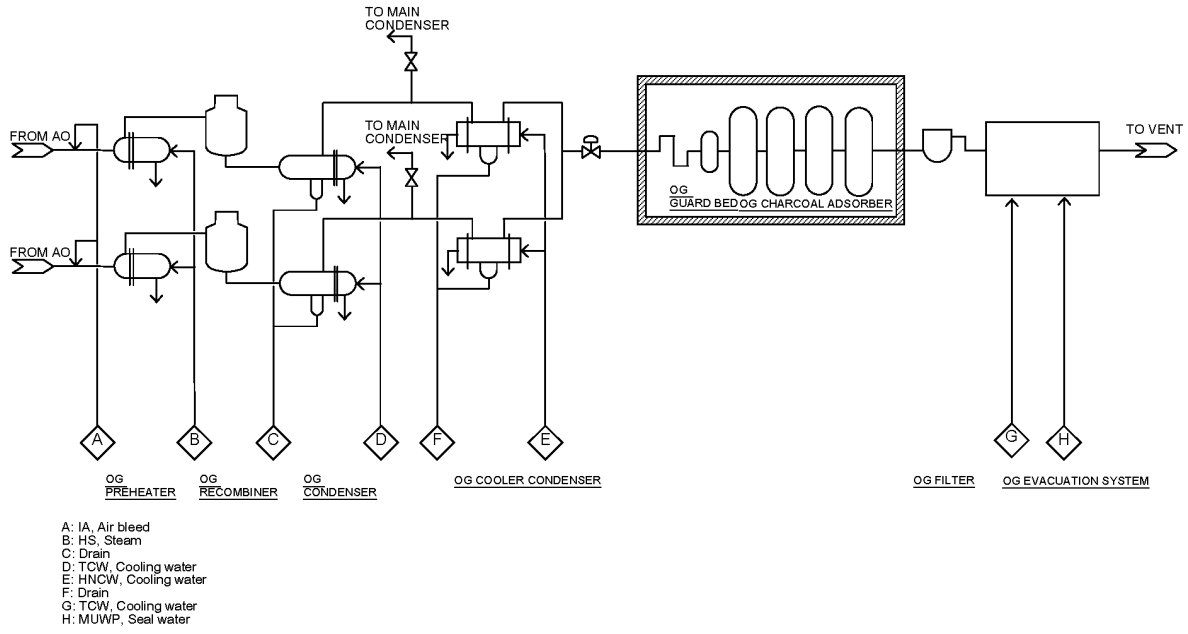 TO MAIN
CONDENSER
FROM AO
TO MAIN
CONDENSER
TO VENT
OG
GUARD BED
OG CHARCOAL ADSORBER
FROM AO
A
B
C
D
F
E
G
H
OG
PREHEATER
OG
RECOMBINER
OG
CONDENSER
OG COOLER CONDENSER
OG FILTER
OG EVACUATION SYSTEM
A: IA, Air bleed
B: HS, Steam
C: Drain
D: TCW, Cooling water
E: HNCW, Cooling water
F: Drain
G: TCW, Cooling water
H: MUWP, Seal water